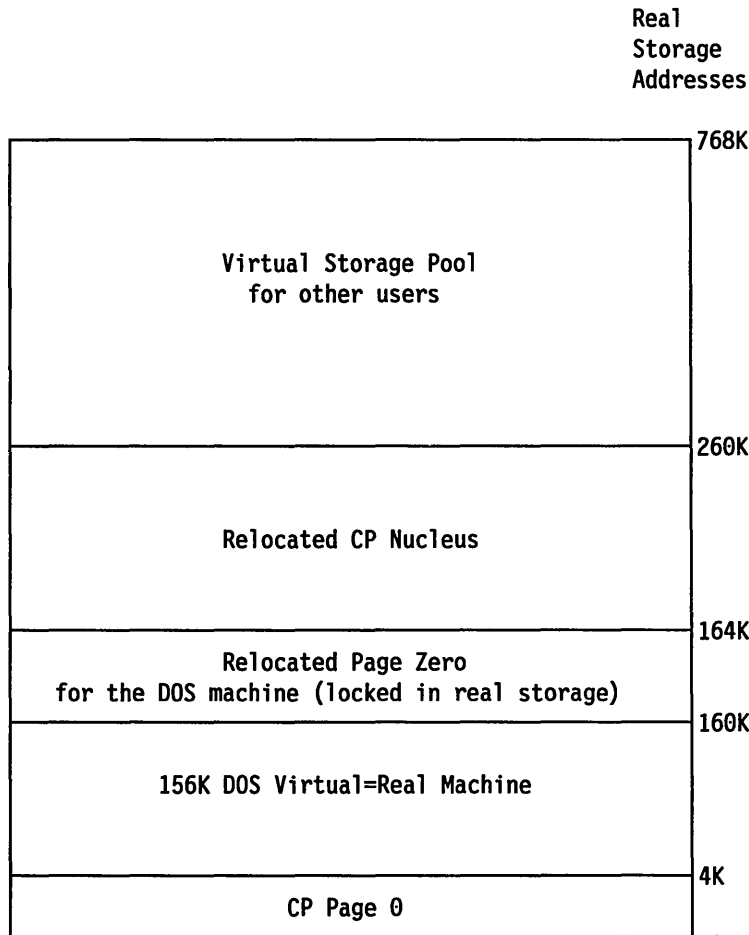 Real
Storage
Addresses
768K
Virtual Storage Pool
for other users
260K
Relocated CP Nucleus
164K
Relocated Page Zero
for the DOS machine (locked in real storage)
160K
156K DOS Virtual=Real Machine
4K
CP Page 0